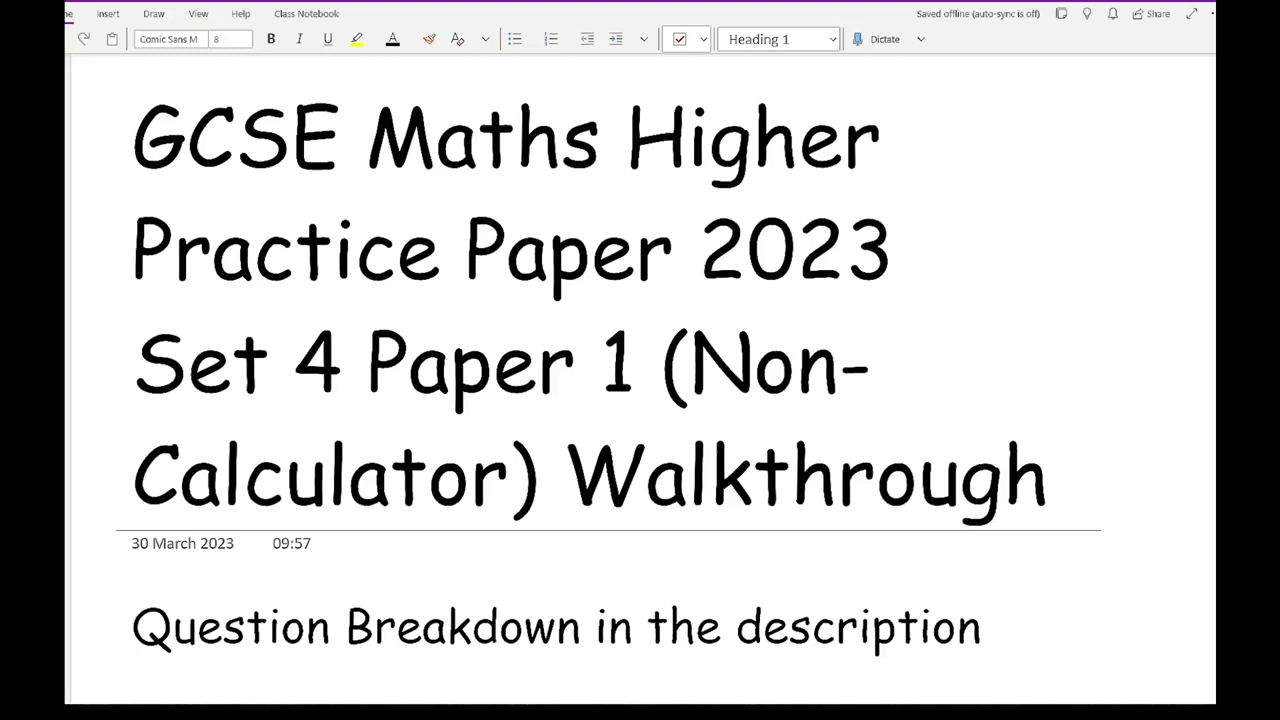 Insert Draw View Help Class Notebook Saved offline (auto-sync is off) Share
Comic Sans M 8 B I U A Heading 1 Dictate
GCSE Maths Higher
Practice Paper 2023
Set 4 Paper 1 (Non-
Calculator) Walkthrough
30 March 2023 09:57
Question Breakdown in the description